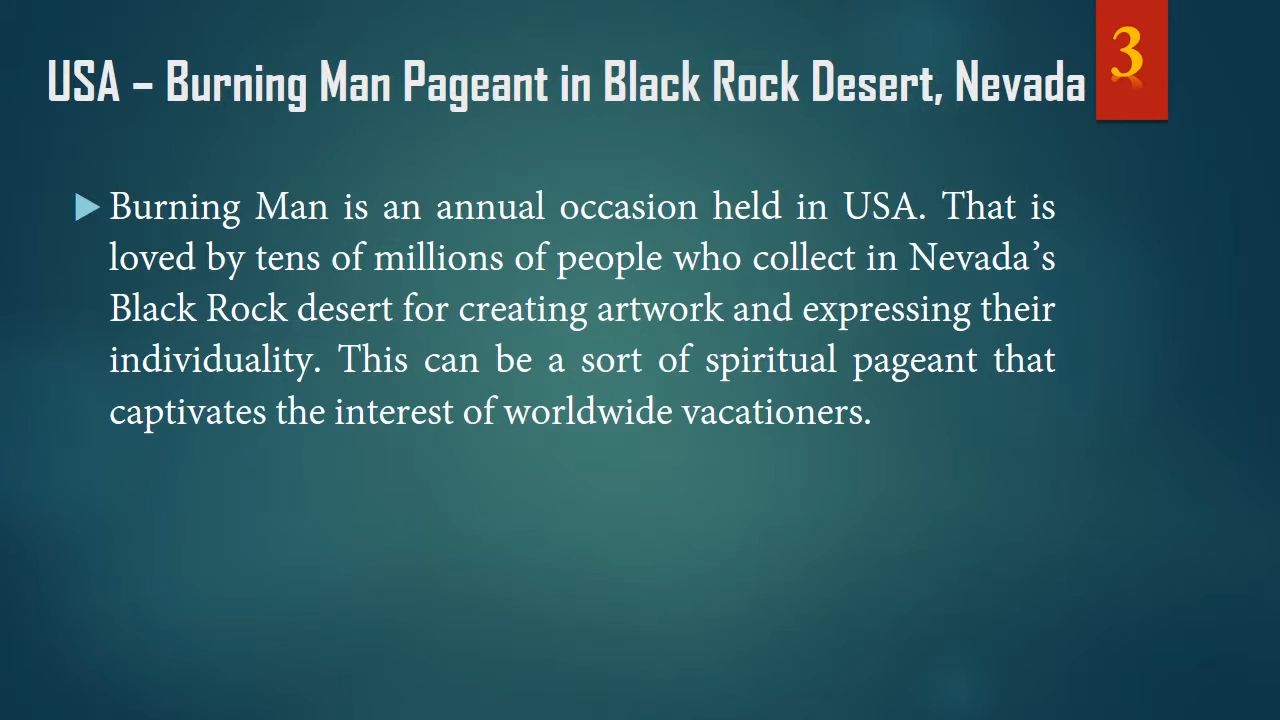 USA – Burning Man Pageant in Black Rock Desert, Nevada
3
Burning Man is an annual occasion held in USA. That is
loved by tens of millions of people who collect in Nevada’s
Black Rock desert for creating artwork and expressing their
individuality. This can be a sort of spiritual pageant that
captivates the interest of worldwide vacationers.